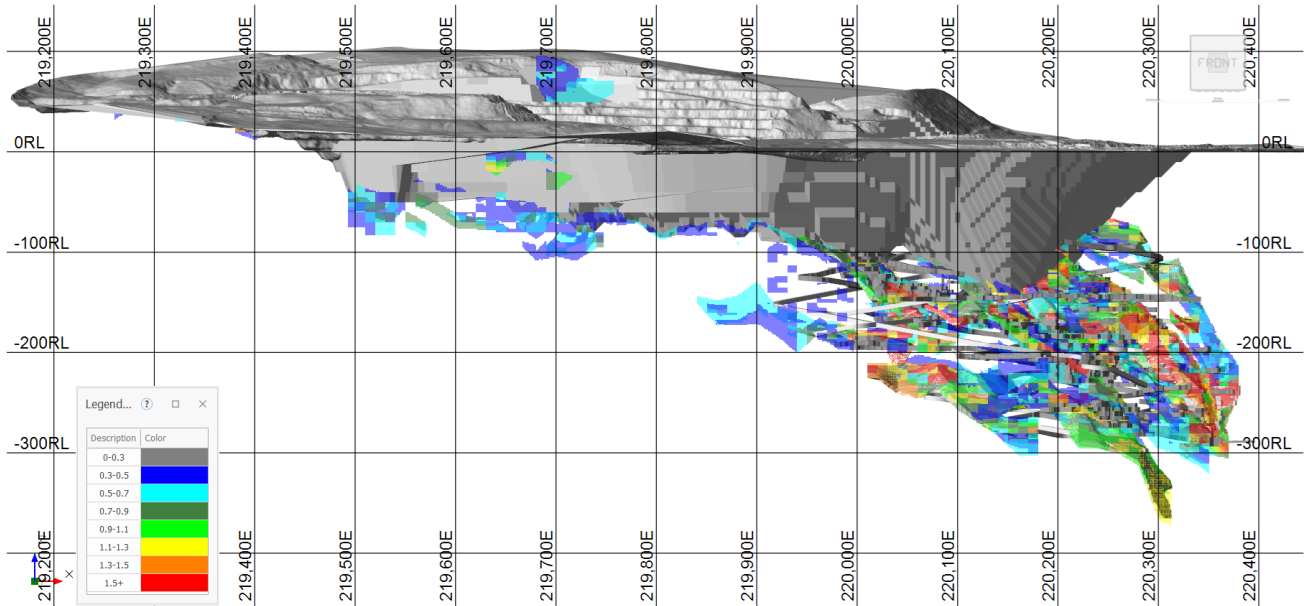 219,200E 219,300E 219,400E 219,500E 219,600E 219,700E 219,800E 219,900E 220,000E 220,100E 220,200E 220,300E 220,400E
FRONT
0RL 0RL
-100RL -100RL
-200RL -200RL
-300RL -300RL
Legend... ?
Description Color
0-0.3
0.3-0.5
0.5-0.7
0.7-0.9
0.9-1.1
1.1-1.3
1.3-1.5
1.5+
X
219,200E 219,400E 219,500E 219,600E 219,700E 219,800E 219,900E 220,000E 220,100E 220,200E 220,300E 220,400E